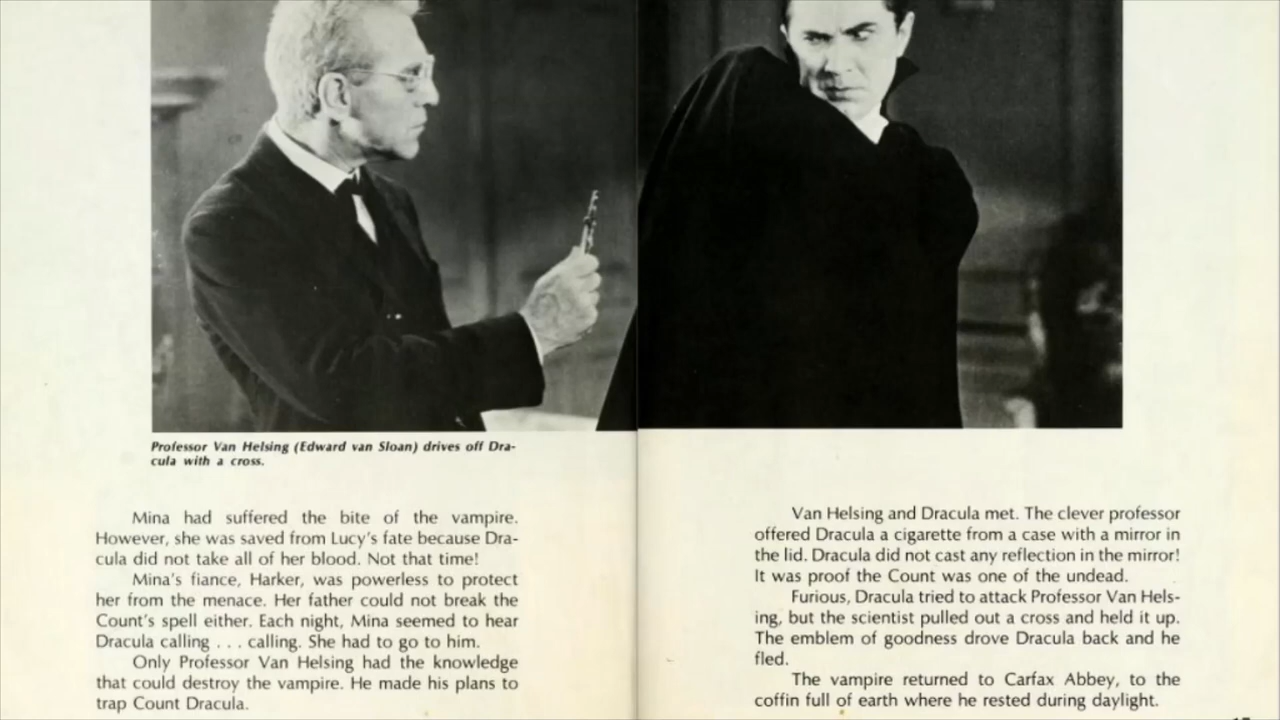 Professor Van Helsing (Edward van Sloan) drives off Dra-
cula with a cross.
Mina had suffered the bite of the vampire.
However, she was saved from Lucy's fate because Dra-
cula did not take all of her blood. Not that time!
Mina's fiance, Harker, was powerless to protect
her from the menace. Her father could not break the
Count's spell either. Each night, Mina seemed to hear
Dracula calling . . . calling. She had to go to him.
Only Professor Van Helsing had the knowledge
that could destroy the vampire. He made his plans to
trap Count Dracula.
Van Helsing and Dracula met. The clever professor
offered Dracula a cigarette from a case with a mirror in
the lid. Dracula did not cast any reflection in the mirror!
It was proof the Count was one of the undead.
Furious, Dracula tried to attack Professor Van Hels-
ing, but the scientist pulled out a cross and held it up.
The emblem of goodness drove Dracula back and he
fled.
The vampire returned to Carfax Abbey, to the
coffin full of earth where he rested during daylight.